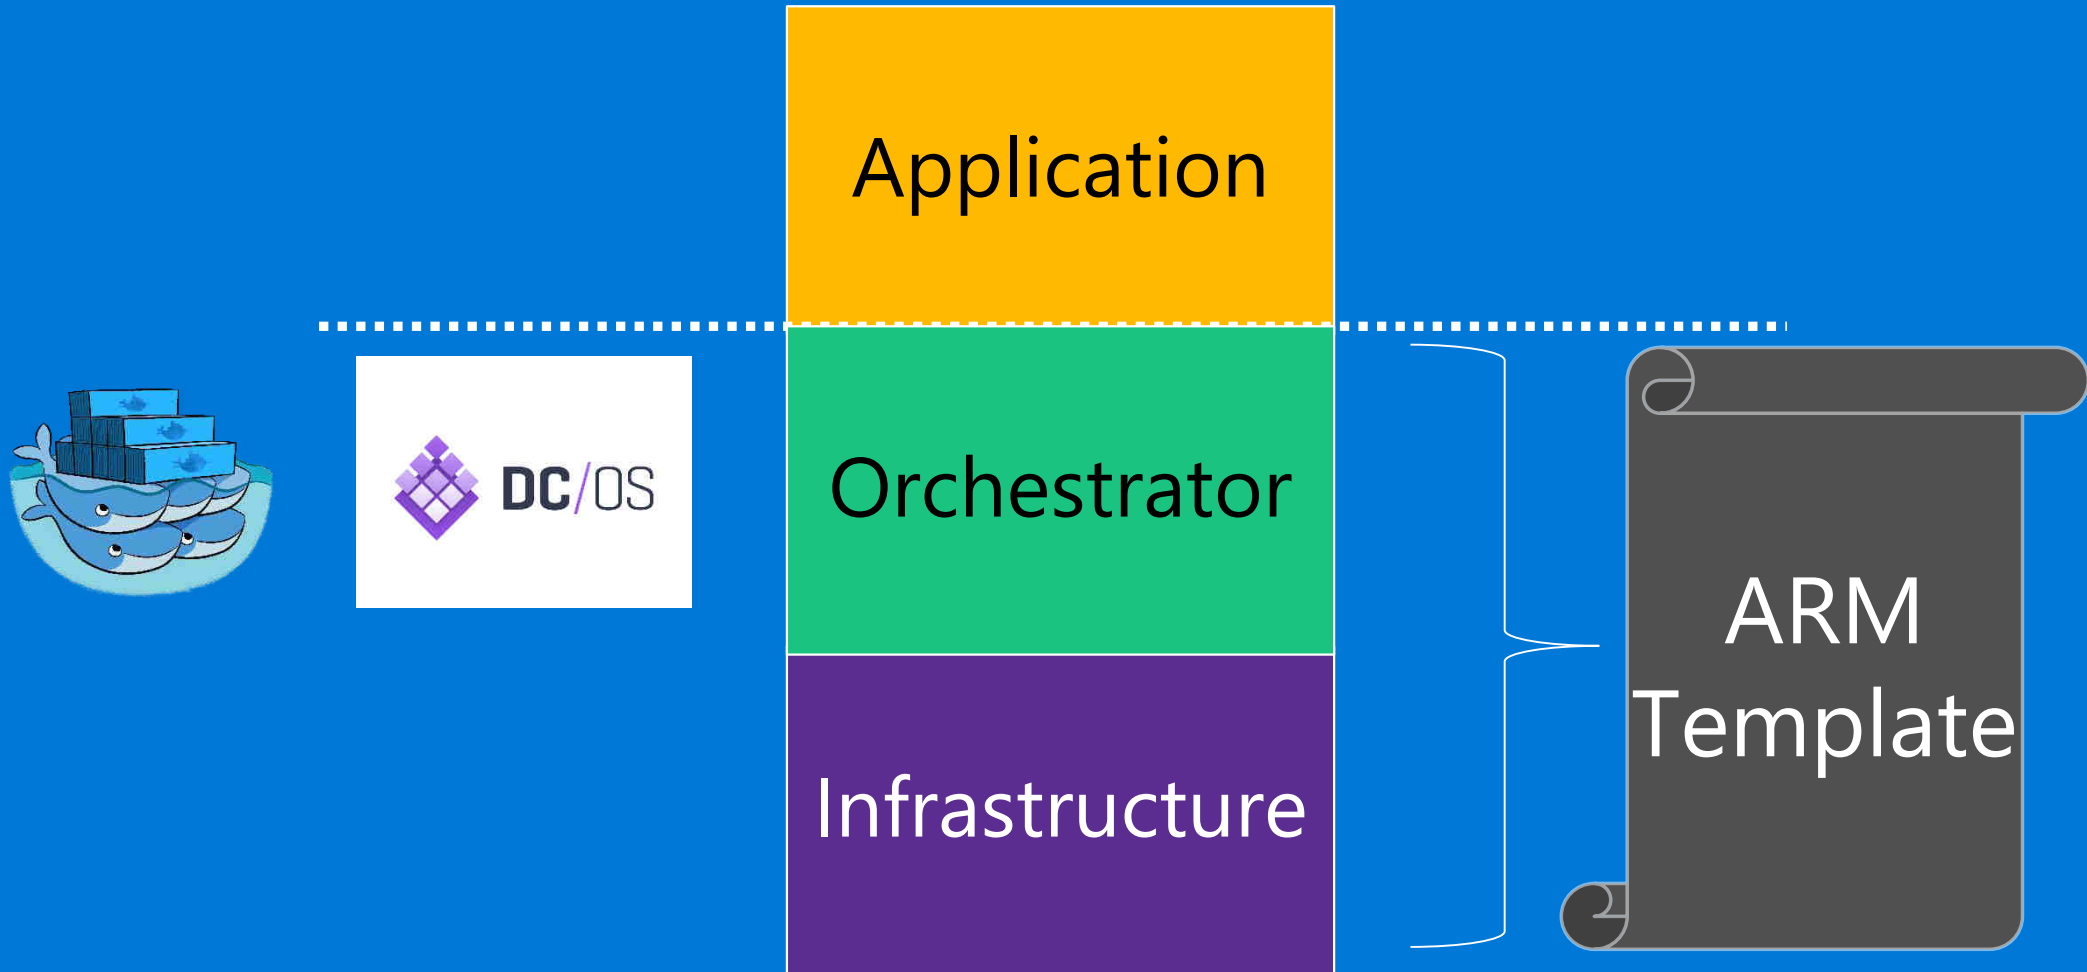 Application
DC/OS
Orchestrator
ARM
Template
Infrastructure